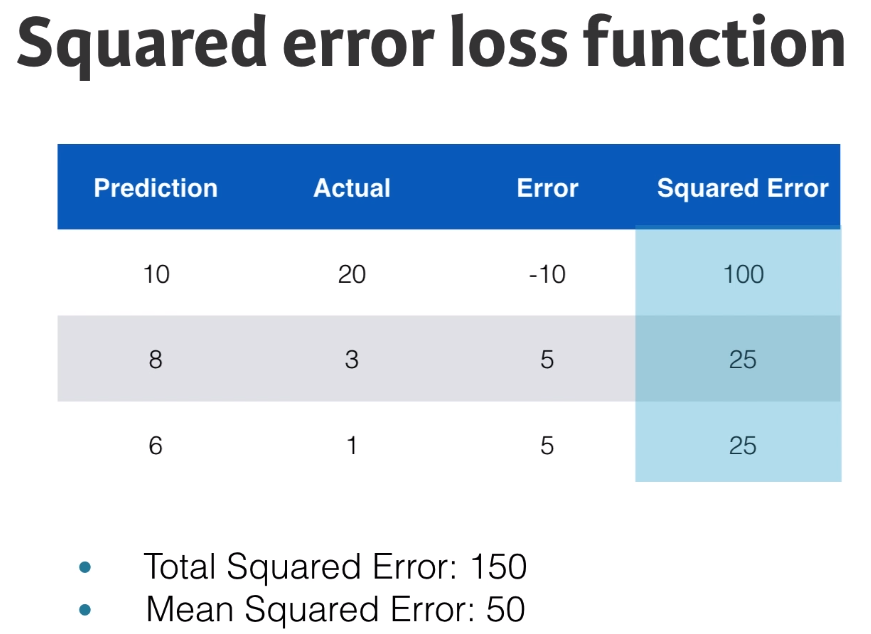 Squared error loss function
Prediction Actual Error Squared Error
10 20 -10 100
8 3 5 25
6 1 5 25
• Total Squared Error: 150
• Mean Squared Error: 50